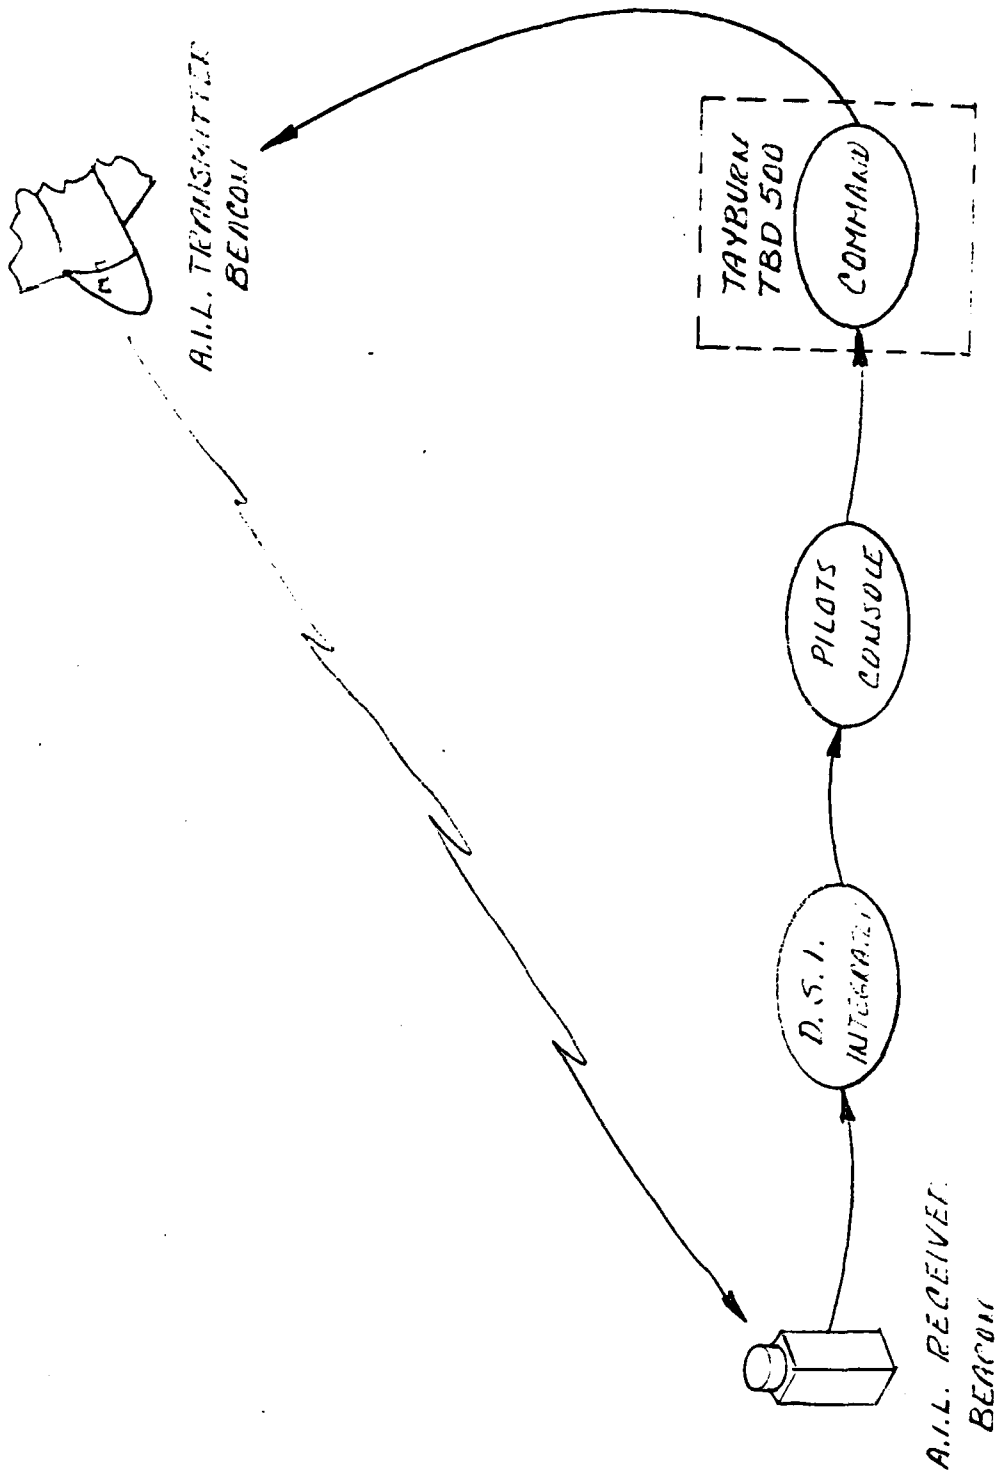 A.I.L. TRANSMITTER
BEACON
TAYBURN
TBD 500
COMMAND
PILOTS
CONSOLE
D.S.I.
A.I.L. RECEIVER
BEACON